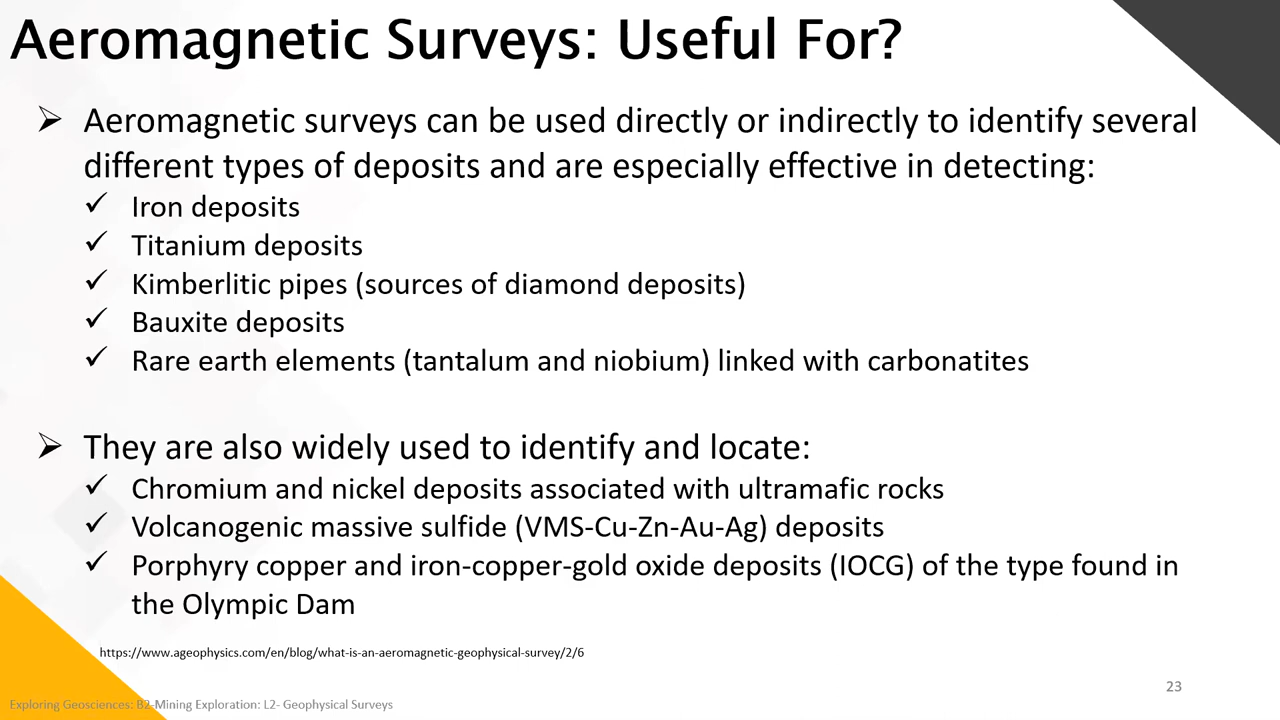 Aeromagnetic Surveys: Useful For?
Aeromagnetic surveys can be used directly or indirectly to identify several
different types of deposits and are especially effective in detecting:
Iron deposits
Titanium deposits
Kimberlitic pipes (sources of diamond deposits)
Bauxite deposits
Rare earth elements (tantalum and niobium) linked with carbonatites
They are also widely used to identify and locate:
Chromium and nickel deposits associated with ultramafic rocks
Volcanogenic massive sulfide (VMS-Cu-Zn-Au-Ag) deposits
Porphyry copper and iron-copper-gold oxide deposits (IOCG) of the type found in
the Olympic Dam
https://www.ageophysics.com/en/blog/what-is-an-aeromagnetic-geophysical-survey/2/6
23
Exploring Geosciences: B2-Mining Exploration: L2- Geophysical Surveys